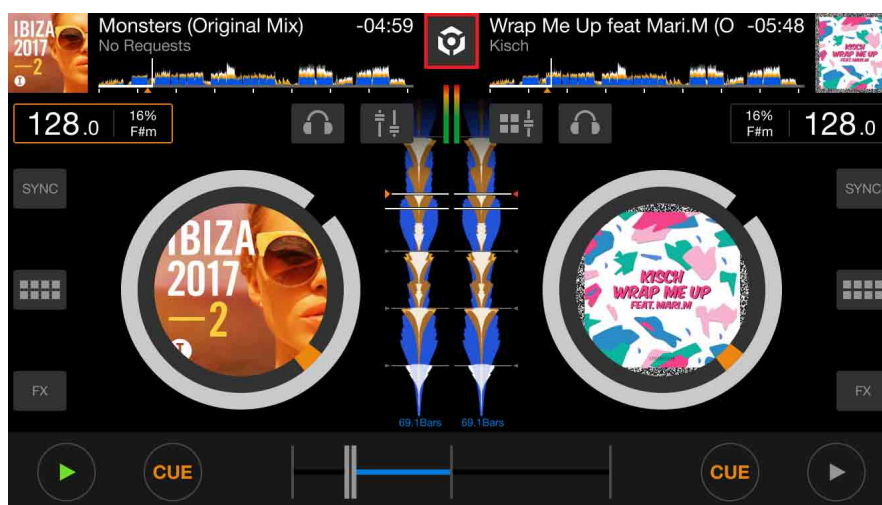 IBIZA
2017
—2
Monsters (Original Mix) -04:59
No Requests
Wrap Me Up feat Mari.M (O -05:48
Kisch
KISCH
WRAP ME UP
FEAT. MARI.M
128.0
16%
F#m
16%
F#m
128.0
SYNC
SYNC
IBIZA
2017
—2
KISCH
WRAP ME UP
FEAT. MARI.M
FX
FX
69.1Bars
69.1Bars
CUE
CUE